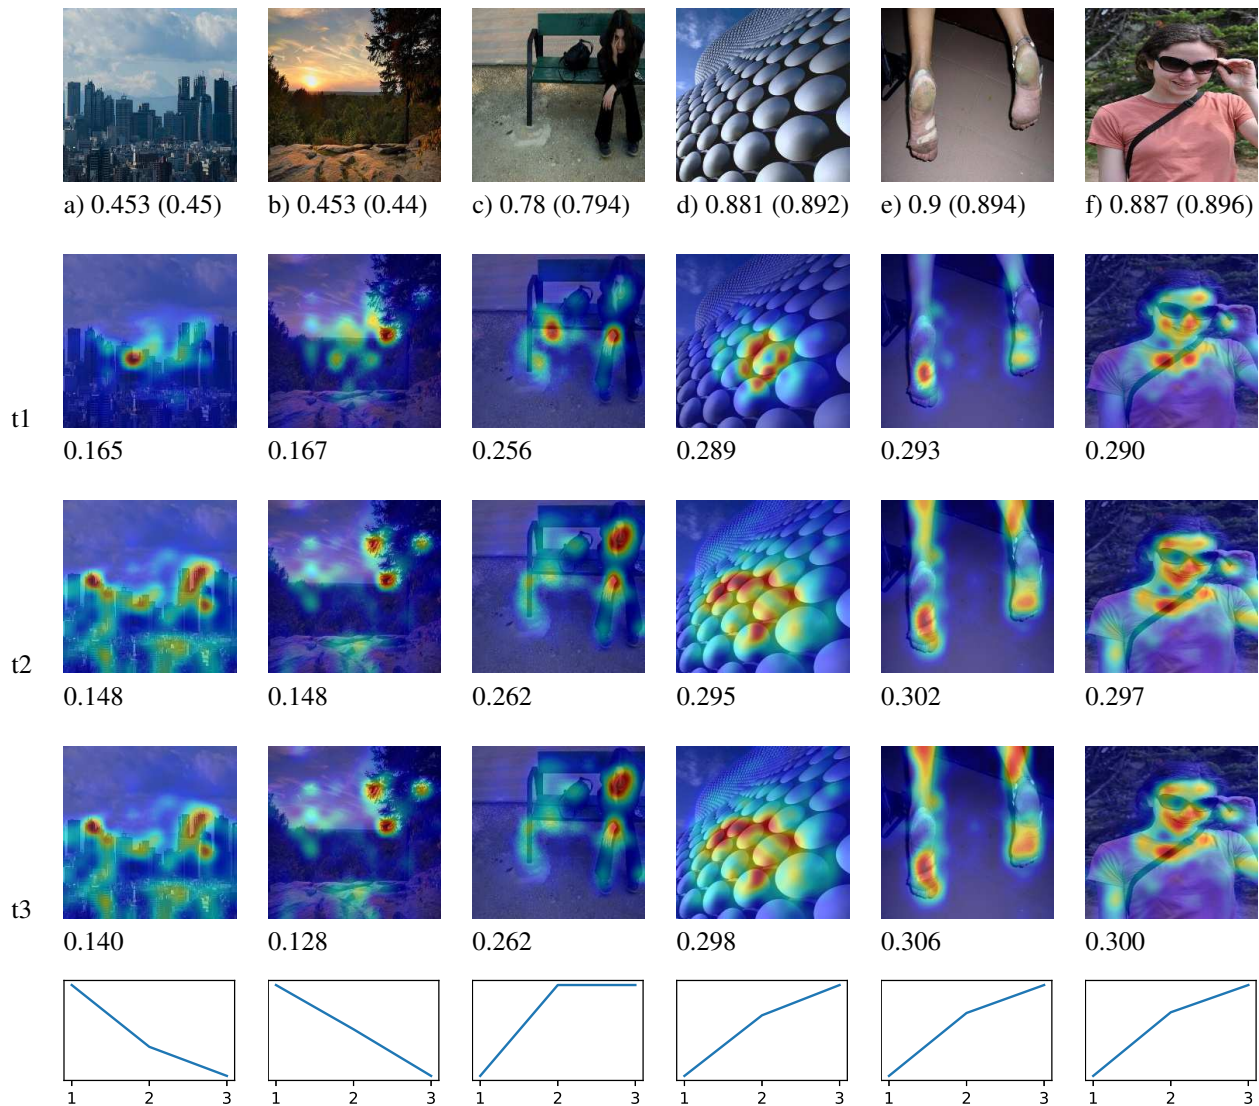 a) 0.453 (0.45) b) 0.453 (0.44) c) 0.78 (0.794) d) 0.881 (0.892) e) 0.9 (0.894) f) 0.887 (0.896)
t1
0.165 0.167 0.256 0.289 0.293 0.290
t2
0.148 0.148 0.262 0.295 0.302 0.297
t3
0.140 0.128 0.262 0.298 0.306 0.300
1 2 3 1 2 3 1 2 3 1 2 3 1 2 3 1 2 3